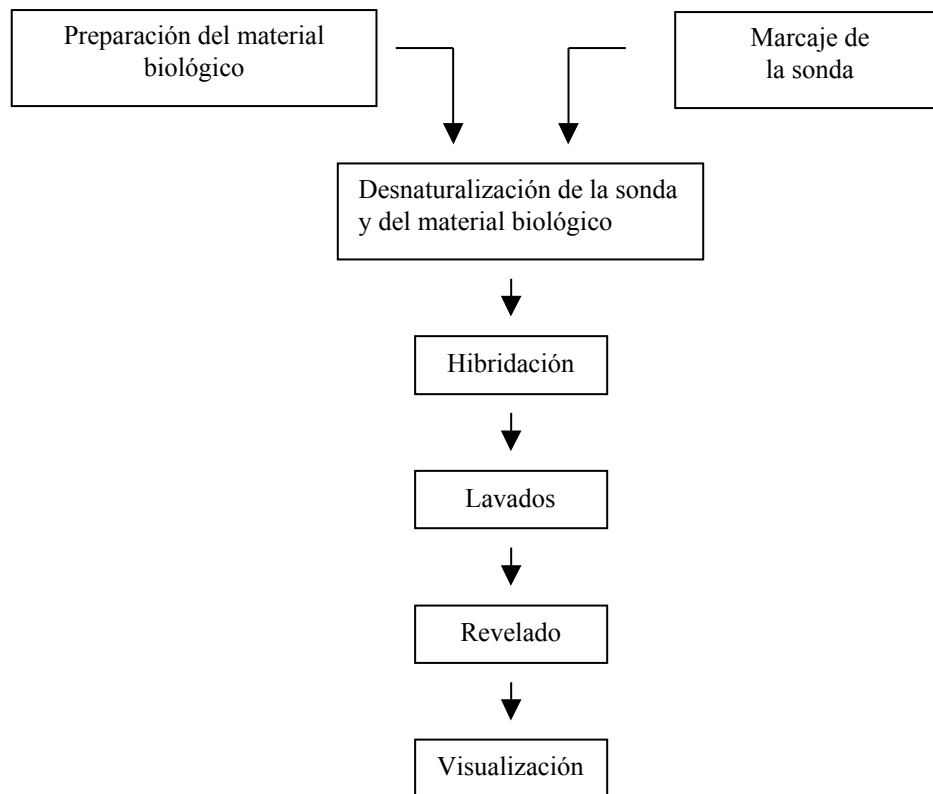 Preparación del material
biológico
Marcaje de
la sonda
Desnaturalización de la sonda
y del material biológico
Hibridación
Lavados
Revelado
Visualización